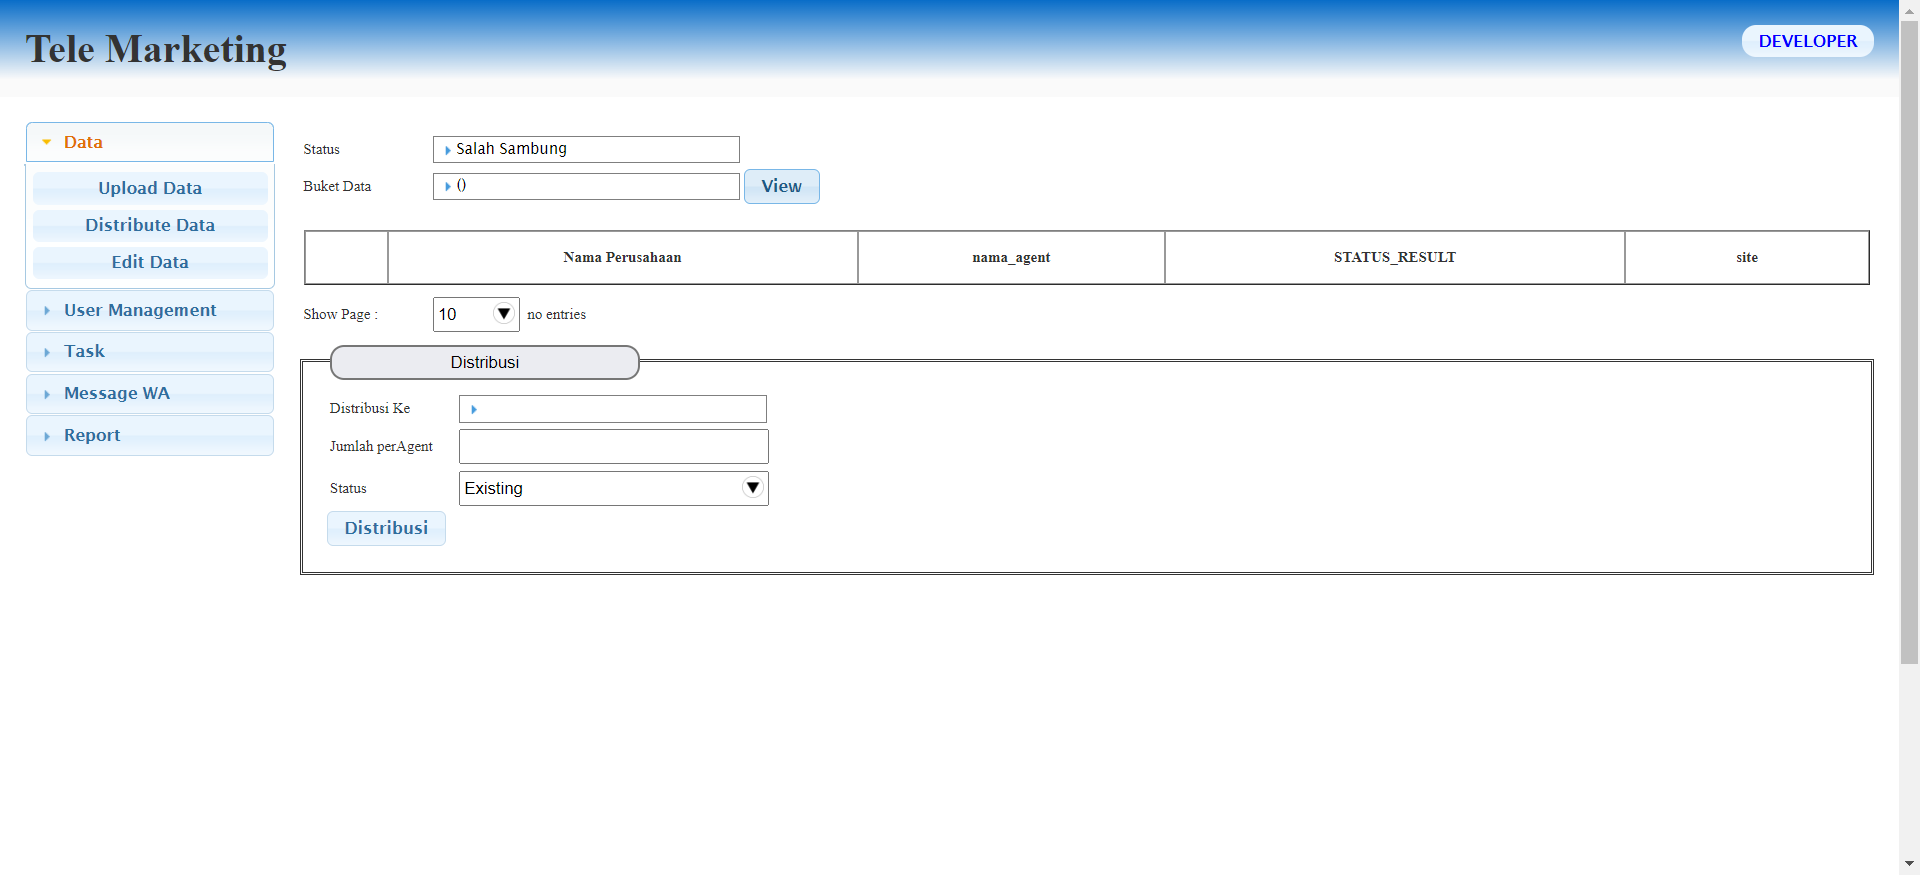 Tele Marketing
DEVELOPER
Data
Upload Data
Distribute Data
Edit Data
User Management
Task
Message WA
Report
Status Salah Sambung
Buket Data () View
Nama Perusahaan nama_agent STATUS_RESULT site
Show Page : 10 no entries
Distribusi
Distribusi Ke
Jumlah perAgent
Status Existing
Distribusi